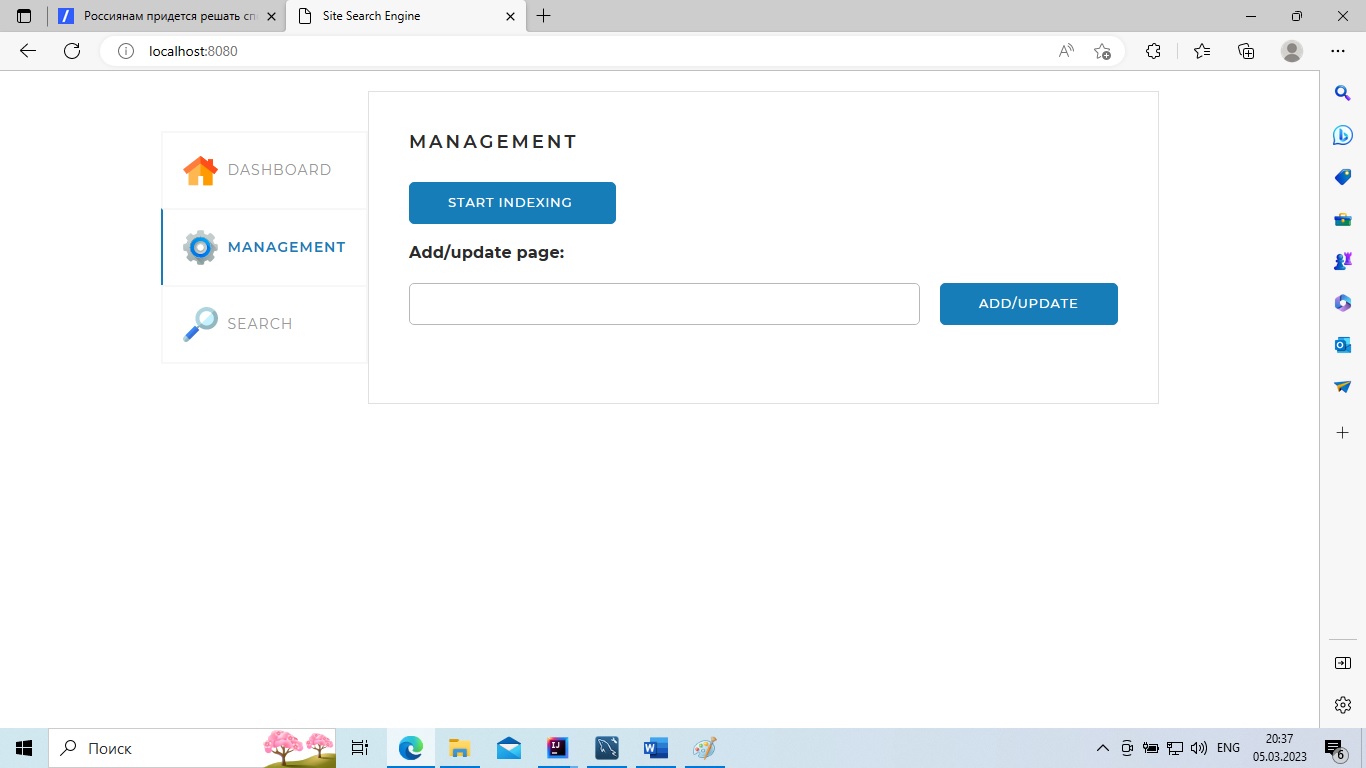 Россиянам придется решать сп
Site Search Engine
localhost:8080
MANAGEMENT
DASHBOARD
MANAGEMENT
SEARCH
START INDEXING
Add/update page:
ADD/UPDATE
Поиск
ENG
20:37
05.03.2023
6